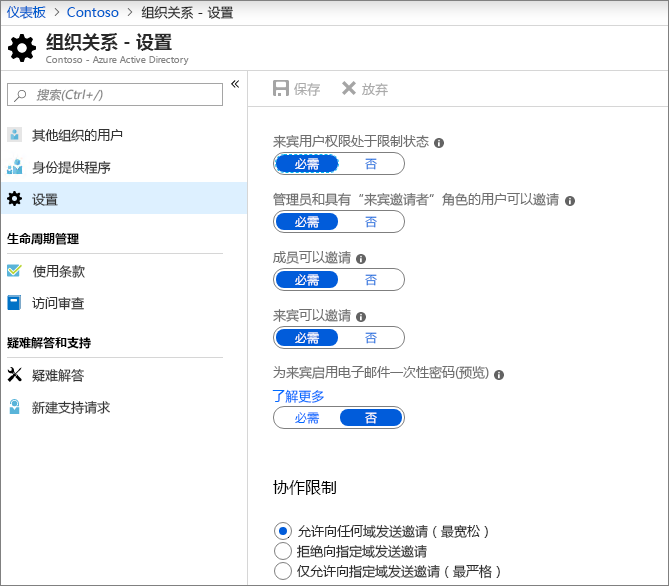 仪表板 > Contoso > 组织关系 - 设置
组织关系 - 设置
Contoso - Azure Active Directory
搜索(Ctrl+/)
«
其他组织的用户
身份提供程序
设置
生命周期管理
使用条款
访问审查
疑难解答和支持
疑难解答
新建支持请求
保存 放弃
来宾用户权限处于限制状态
必需 否
管理员和具有“来宾邀请者”角色的用户可以邀请
必需 否
成员可以邀请
必需 否
来宾可以邀请
必需 否
为来宾启用电子邮件一次性密码(预览)
了解更多
必需 否
协作限制
允许向任何域发送邀请（最宽松）
拒绝向指定域发送邀请
仅允许向指定域发送邀请（最严格）